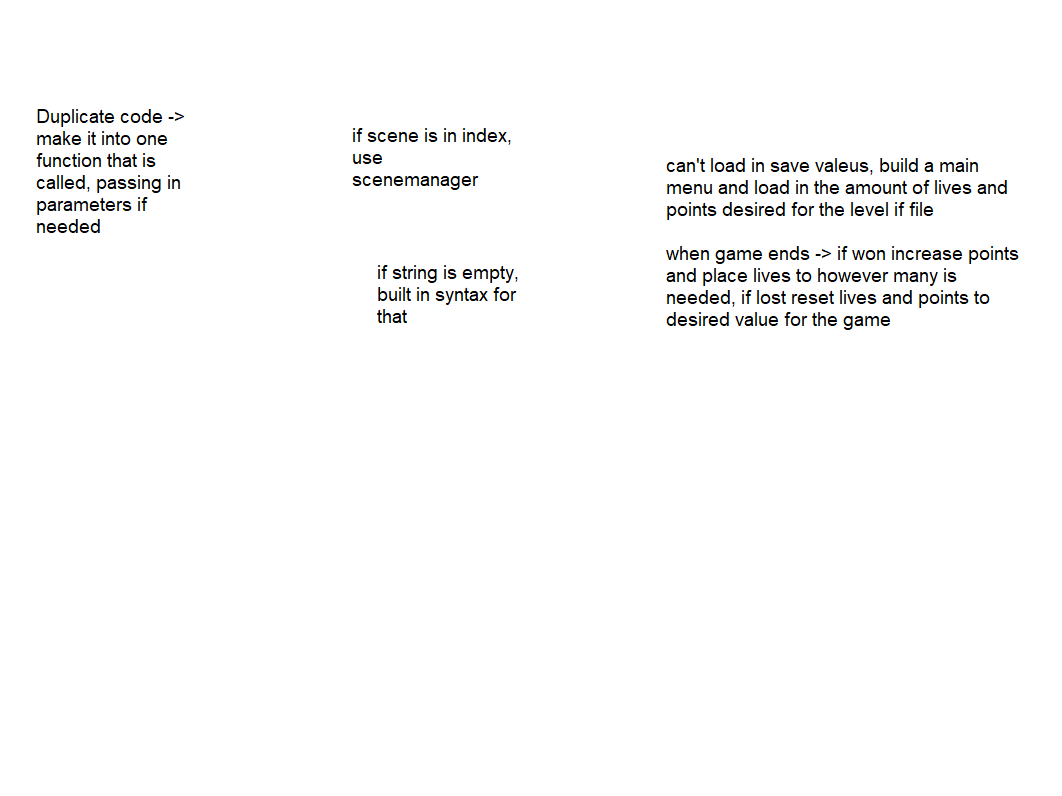 Duplicate code ->
make it into one
function that is
called, passing in
parameters if
needed
if scene is in index,
use
scenemanager
if string is empty,
built in syntax for
that
can't load in save valeus, build a main
menu and load in the amount of lives and
points desired for the level if file
when game ends -> if won increase points
and place lives to however many is
needed, if lost reset lives and points to
desired value for the game